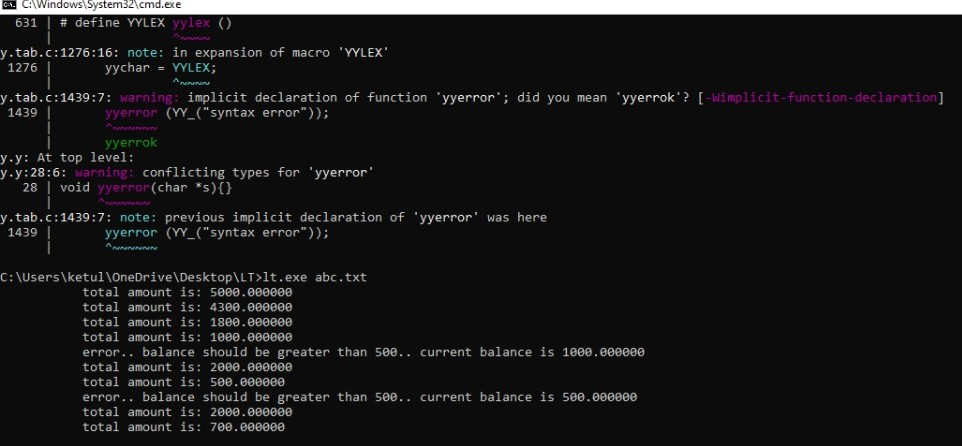 C:\Windows\System32\cmd.exe
631 | # define YYLEX yylex ()
| ^~~~~
y.tab.c:1276:16: note: in expansion of macro 'YYLEX'
1276 | yychar = YYLEX;
| ^~~~~
y.tab.c:1439:7: warning: implicit declaration of function 'yyerror'; did you mean 'yyerrok'? [-Wimplicit-function-declaration]
1439 | yyerror (YY_("syntax error"));
| ^~~~~~~
| yyerrok
y.y: At top level:
y.y:28:6: warning: conflicting types for 'yyerror'
28 | void yyerror(char *s){}
| ^~~~~~~
y.tab.c:1439:7: note: previous implicit declaration of 'yyerror' was here
1439 | yyerror (YY_("syntax error"));
| ^~~~~~~
C:\Users\ketul\OneDrive\Desktop\LT>lt.exe abc.txt
total amount is: 5000.000000
total amount is: 4300.000000
total amount is: 1800.000000
total amount is: 1000.000000
error.. balance should be greater than 500.. current balance is 1000.000000
total amount is: 2000.000000
total amount is: 500.000000
error.. balance should be greater than 500.. current balance is 500.000000
total amount is: 2000.000000
total amount is: 700.000000